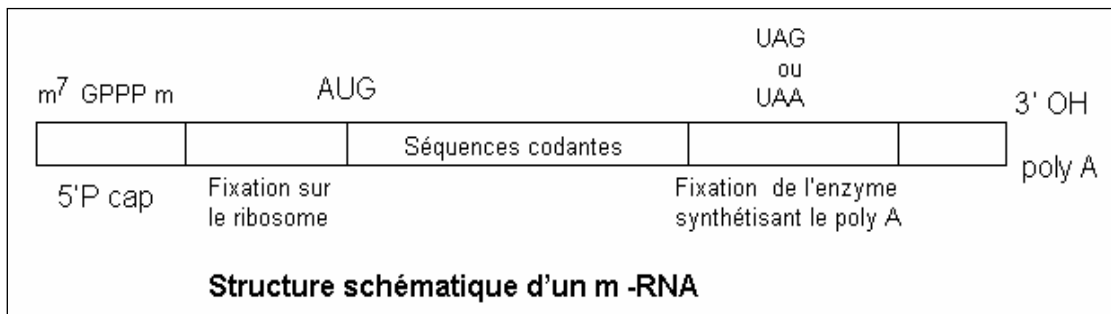 UAG
ou
UAA
m7 GPPP m
AUG
3' OH
Séquences codantes
poly A
5'P cap
Fixation sur
le ribosome
Fixation de l'enzyme
synthétisant le poly A
Structure schématique d'un m -RNA